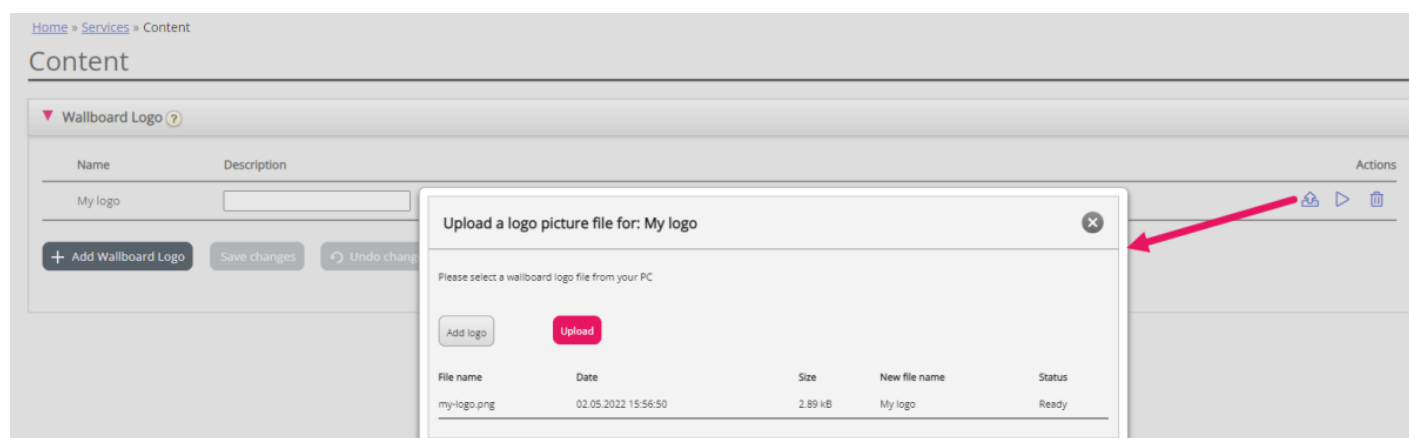 Home » Services » Content
Content
Wallboard Logo ?
Name Description Actions
My logo
+ Add Wallboard Logo Save changes Undo
Upload a logo picture file for: My logo
Please select a wallboard logo file from your PC
Add logo Upload
File name Date Size New file name Status
my-logo.png 02.05.2022 15:56:50 2.89 kB My logo Ready